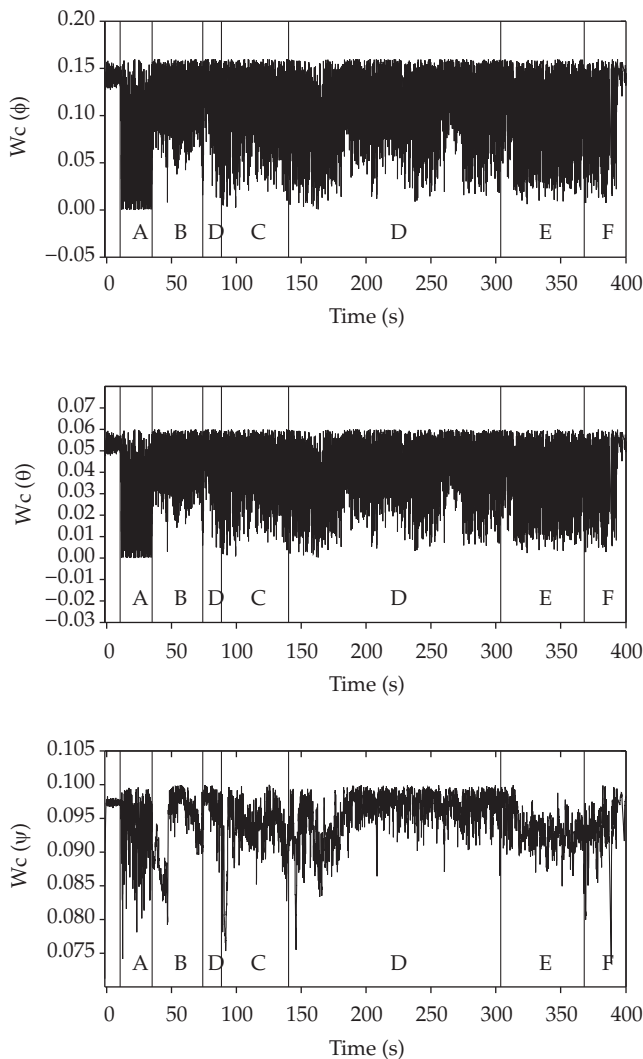 0.20
0.15
0.10
0.05
0.00
−0.05
Wc (ϕ)
A B D C D E F
0 50 100 150 200 250 300 350 400
Time (s)
0.07
0.06
0.05
0.04
0.03
0.02
0.01
0.00
−0.01
−0.02
−0.03
Wc (θ)
A B D C D E F
0 50 100 150 200 250 300 350 400
Time (s)
0.105
0.100
0.095
0.090
0.085
0.080
0.075
Wc (ψ)
A B D C D E F
0 50 100 150 200 250 300 350 400
Time (s)